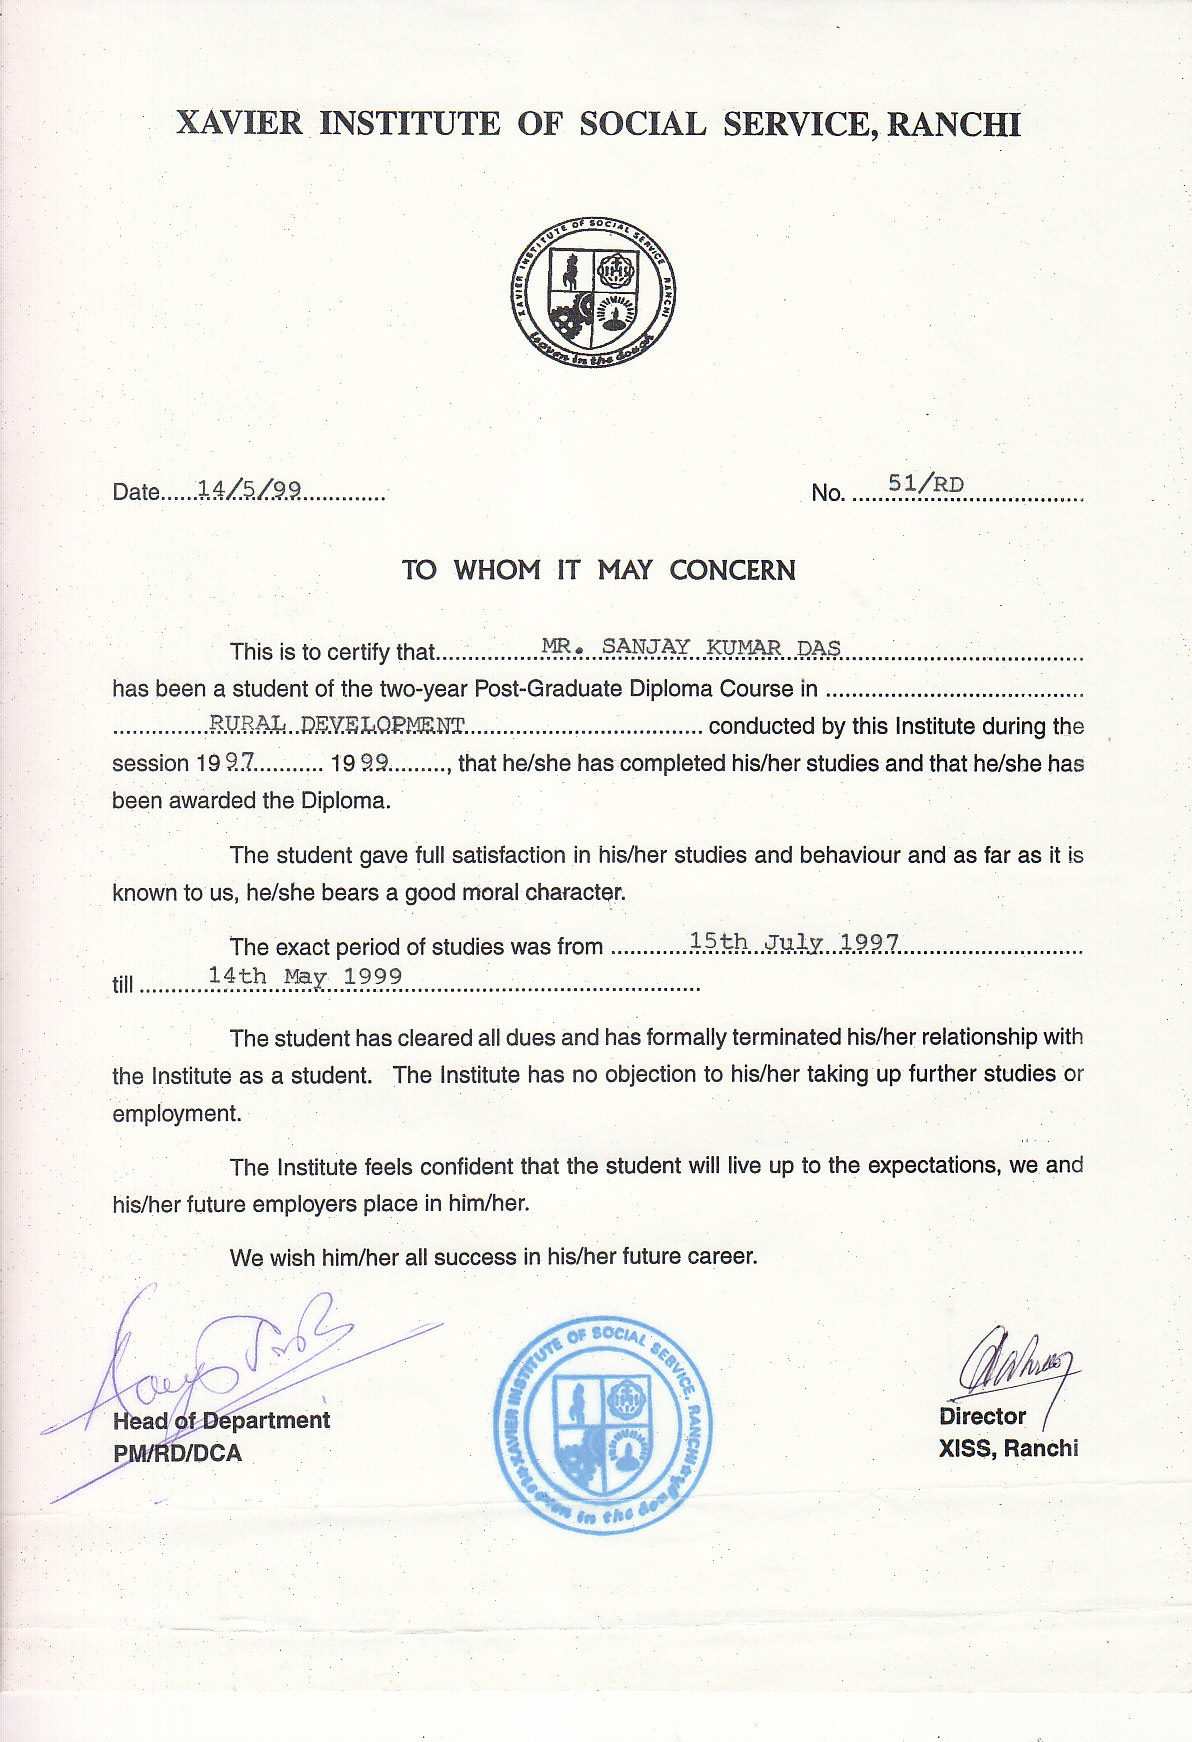 XAVIER INSTITUTE OF SOCIAL SERVICE, RANCHI
XAVIER INSTITUTE OF SOCIAL SERVICE RANCHI
leaven in the dough
Date......14/5/99............. No. ......51/RD...................
TO WHOM IT MAY CONCERN
This is to certify that................MR. SANJAY KUMAR DAS......................................
has been a student of the two-year Post-Graduate Diploma Course in ........................................
...............RURAL DEVELOPMENT..................................... conducted by this Institute during the
session 1997........... 1999........., that he/she has completed his/her studies and that he/she has
been awarded the Diploma.
The student gave full satisfaction in his/her studies and behaviour and as far as it is
known to us, he/she bears a good moral character.
The exact period of studies was from ............15th July 1997............................
till ...........14th May 1999...............................................
The student has cleared all dues and has formally terminated his/her relationship with
the Institute as a student. The Institute has no objection to his/her taking up further studies or
employment.
The Institute feels confident that the student will live up to the expectations, we and
his/her future employers place in him/her.
We wish him/her all success in his/her future career.
XAVIER INSTITUTE OF SOCIAL SERVICE, RANCHI
leaven in the dough
Head of Department
PM/RD/DCA
Director
XISS, Ranchi